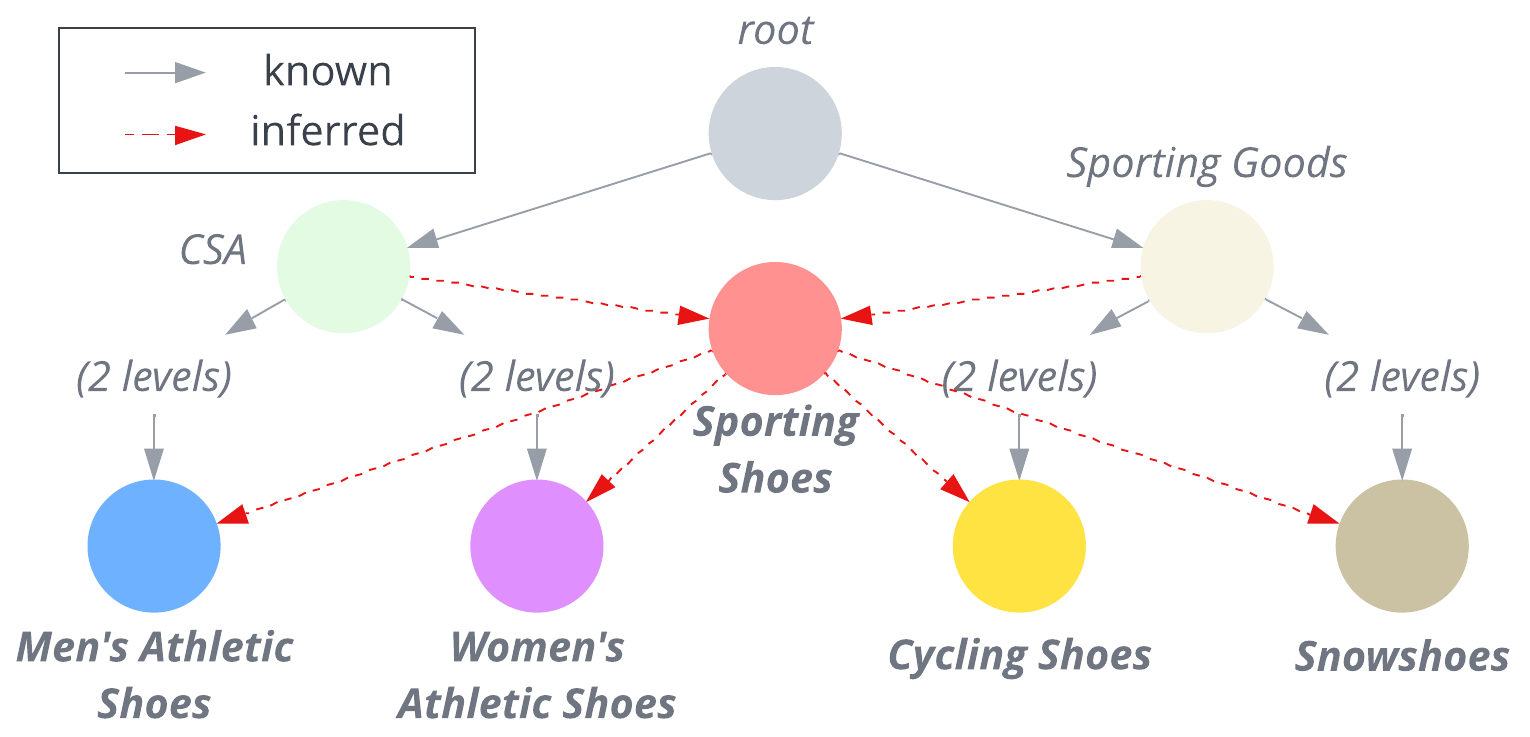 root
known
inferred
Sporting Goods
CSA
(2 levels)
(2 levels)
(2 levels)
(2 levels)
Sporting
Shoes
Men's Athletic
Shoes
Women's
Athletic Shoes
Cycling Shoes
Snowshoes